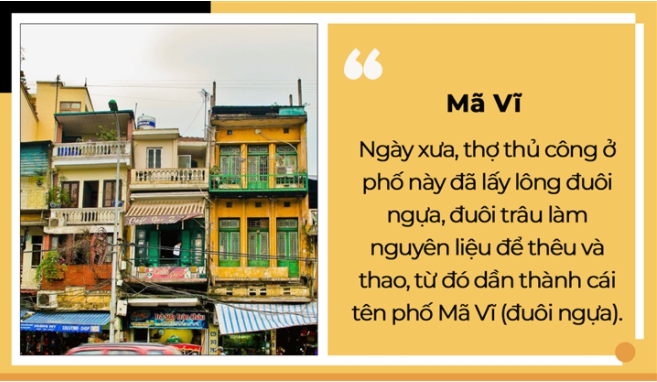 “
Mã Vĩ
Ngày xưa, thợ thủ công ở
phố này đã lấy lông đuôi
ngựa, đuôi trâu làm
nguyên liệu để thêu và
thao, từ đó dần thành cái
tên phố Mã Vĩ (đuôi ngựa).